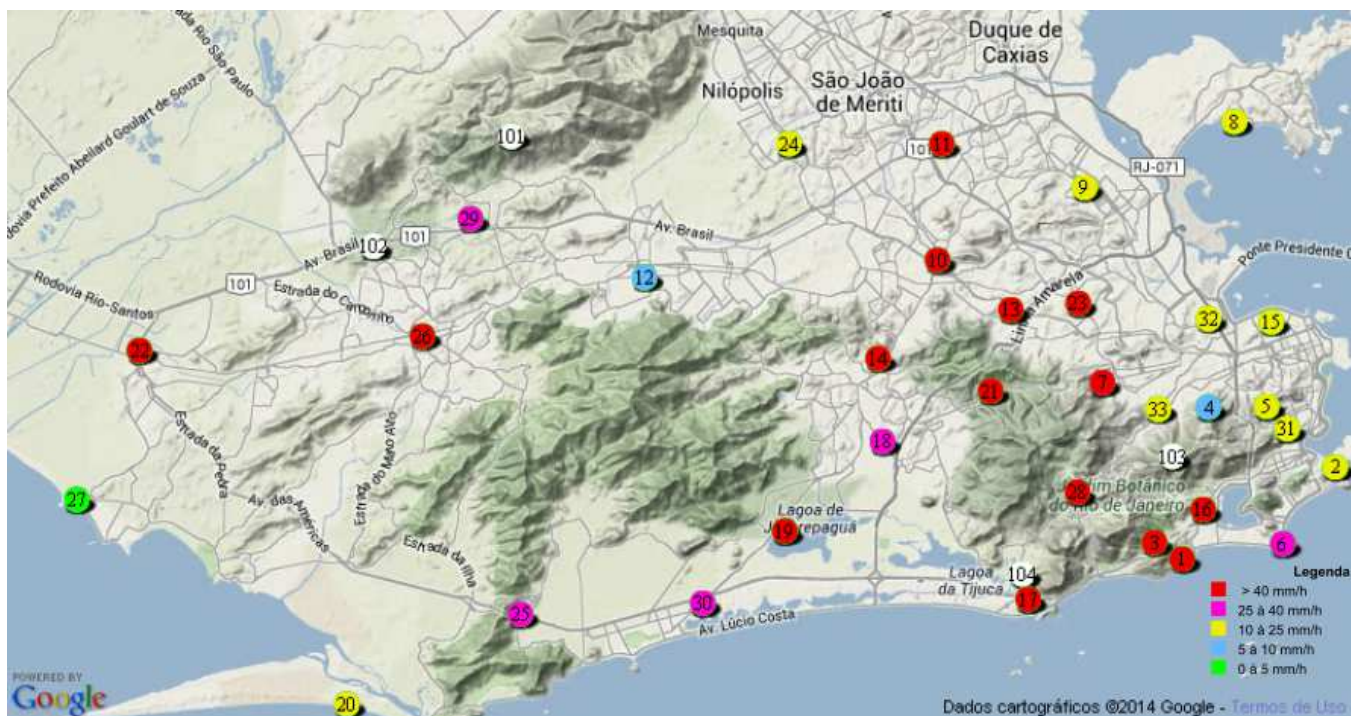 Mesquita
Duque de
Caxias
Nilópolis
São João
de Meriti
Rodovia Prefeito Abeilard Goulart de Souza
101
8
24
11
101
RJ-071
9
29
101
102
Av. Brasil
Av. Brasil
10
12
Ponte Presidente
101
Rodovia Rio-Santos
Estrada do
13
23
Linha Amarela
32
15
22
26
14
21
7
33
4
5
31
18
103
2
Estrada da Pedra
Jardim Botânico
do Rio de Janeiro
28
27
Av. das Américas
16
Lagoa de
Jacarepaguá
19
Estrada da Ilha
3
1
6
104
Lagoa
da Tijuca
17
Legenda
> 40 mm/h
25 à 40 mm/h
10 à 25 mm/h
5 à 10 mm/h
0 à 5 mm/h
25
30
Av. Lúcio Costa
POWERED BY
Google
20
Dados cartográficos ©2014 Google - Termos de Uso